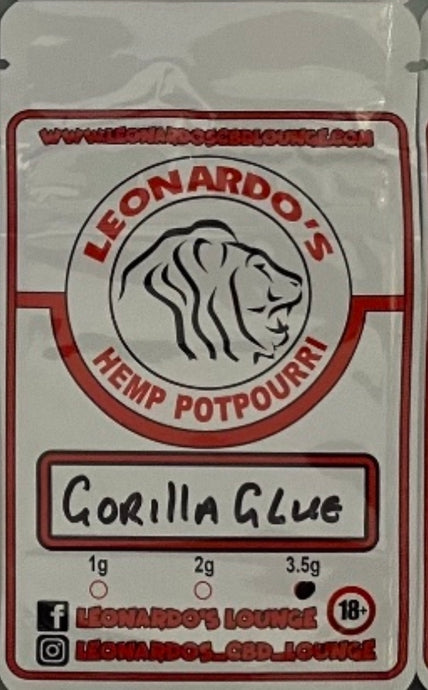 WWW.LEONARDOSCBDLOUNGE.COM
LEONARDO'S
HEMP POTPOURRI
GORIllA GLUE
1g 2g 3.5g
f LEONARDO'S LOUNGE 18+
LEONARDOS_CBD_LOUNGE